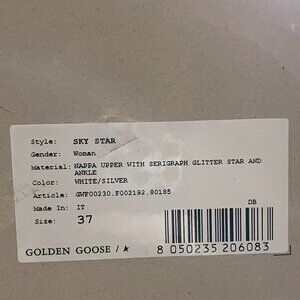 Style: SKY STAR
Gender: Woman
Material: NAPPA UPPER WITH SERIGRAPH GLITTER STAR AND
ANKLE
Color: WHITE/SILVER
Article: GWF00230.F002192.80185
Made In: IT
DB
Size: 37
GOLDEN GOOSE / ★
8 050235 206083